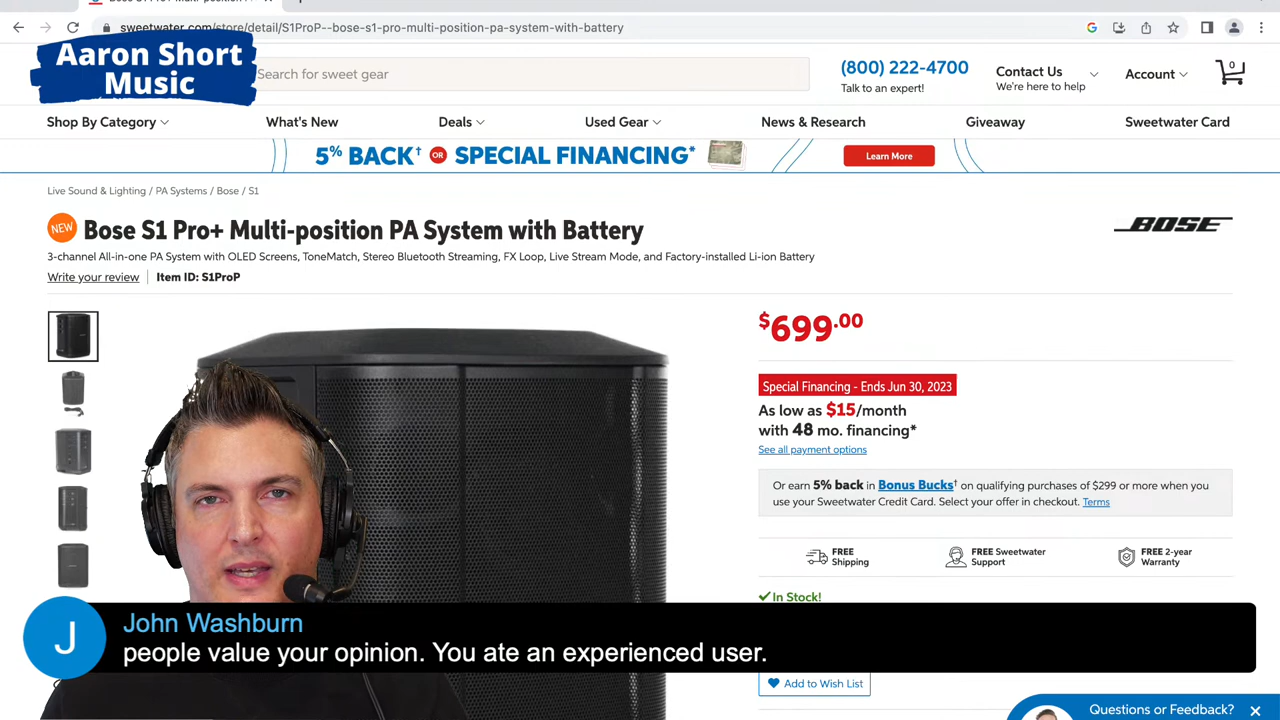 sweetwater.com/store/detail/S1ProP--bose-s1-pro-multi-position-pa-system-with-battery
Aaron Short
Music
Search for sweet gear
(800) 222-4700
Talk to an expert!
Contact Us
We're here to help
Account
0
Shop By Category
What's New
Deals
Used Gear
News & Research
Giveaway
Sweetwater Card
5% BACK† OR SPECIAL FINANCING*
Learn More
Live Sound & Lighting / PA Systems / Bose / S1
NEW
Bose S1 Pro+ Multi-position PA System with Battery
BOSE
3-channel All-in-one PA System with OLED Screens, ToneMatch, Stereo Bluetooth Streaming, FX Loop, Live Stream Mode, and Factory-installed Li-ion Battery
Write your review
Item ID: S1ProP
$699.00
Special Financing - Ends Jun 30, 2023
As low as $15/month
with 48 mo. financing*
See all payment options
Or earn 5% back in Bonus Bucks† on qualifying purchases of $299 or more when you
use your Sweetwater Credit Card. Select your offer in checkout. Terms
FREE
Shipping
FREE Sweetwater
Support
FREE 2-year
Warranty
In Stock!
J
John Washburn
people value your opinion. You ate an experienced user.
Add to Wish List
Questions or Feedback?